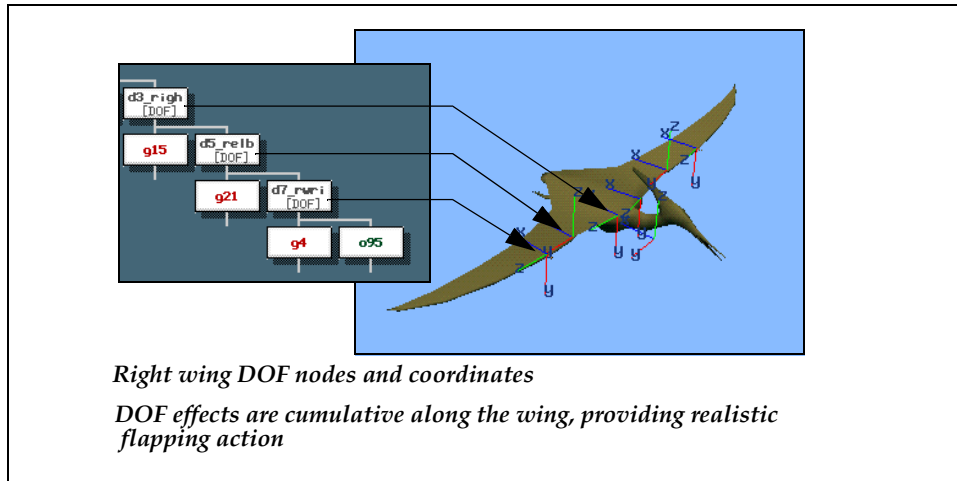 d3_righ
[DOF]
g15
d5_relb
[DOF]
g21
d7_rwri
[DOF]
g4
o95
z
x
z
x
z
y
y
x
z
x
z
z
y
y
y
x
y
z
y
Right wing DOF nodes and coordinates
DOF effects are cumulative along the wing, providing realistic
flapping action